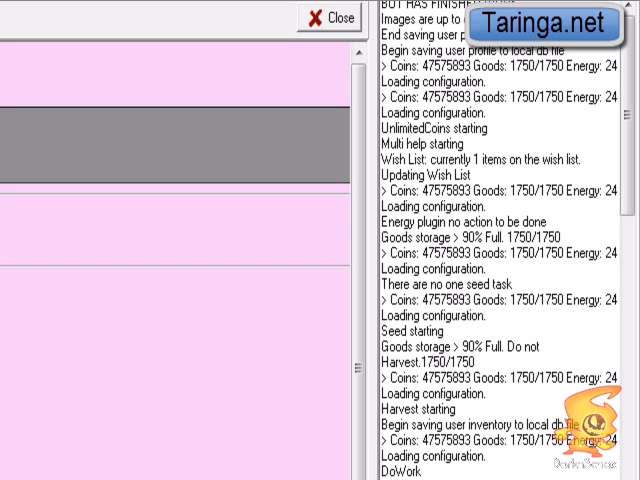 Close
BUT HAS FINISHED
Images are up to
Taringa.net
End saving user
Begin saving user profile to local db file
> Coins: 47575893 Goods: 1750/1750 Energy: 24
Loading configuration.
> Coins: 47575893 Goods: 1750/1750 Energy: 24
Loading configuration.
UnlimitedCoins starting
Multi help starting
Wish List: currently 1 items on the wish list.
Updating Wish List
> Coins: 47575893 Goods: 1750/1750 Energy: 24
Loading configuration.
Energy plugin no action to be done
Goods storage > 90% Full. 1750/1750
> Coins: 47575893 Goods: 1750/1750 Energy: 24
Loading configuration.
There are no one seed task
> Coins: 47575893 Goods: 1750/1750 Energy: 24
Loading configuration.
Seed starting
Goods storage > 90% Full. Do not
Harvest.1750/1750
> Coins: 47575893 Goods: 1750/1750 Energy: 24
Loading configuration.
Harvest starting
Begin saving user inventory to local db file
> Coins: 47575893 Goods: 1750/1750 Energy: 24
Loading configuration.
DoWork